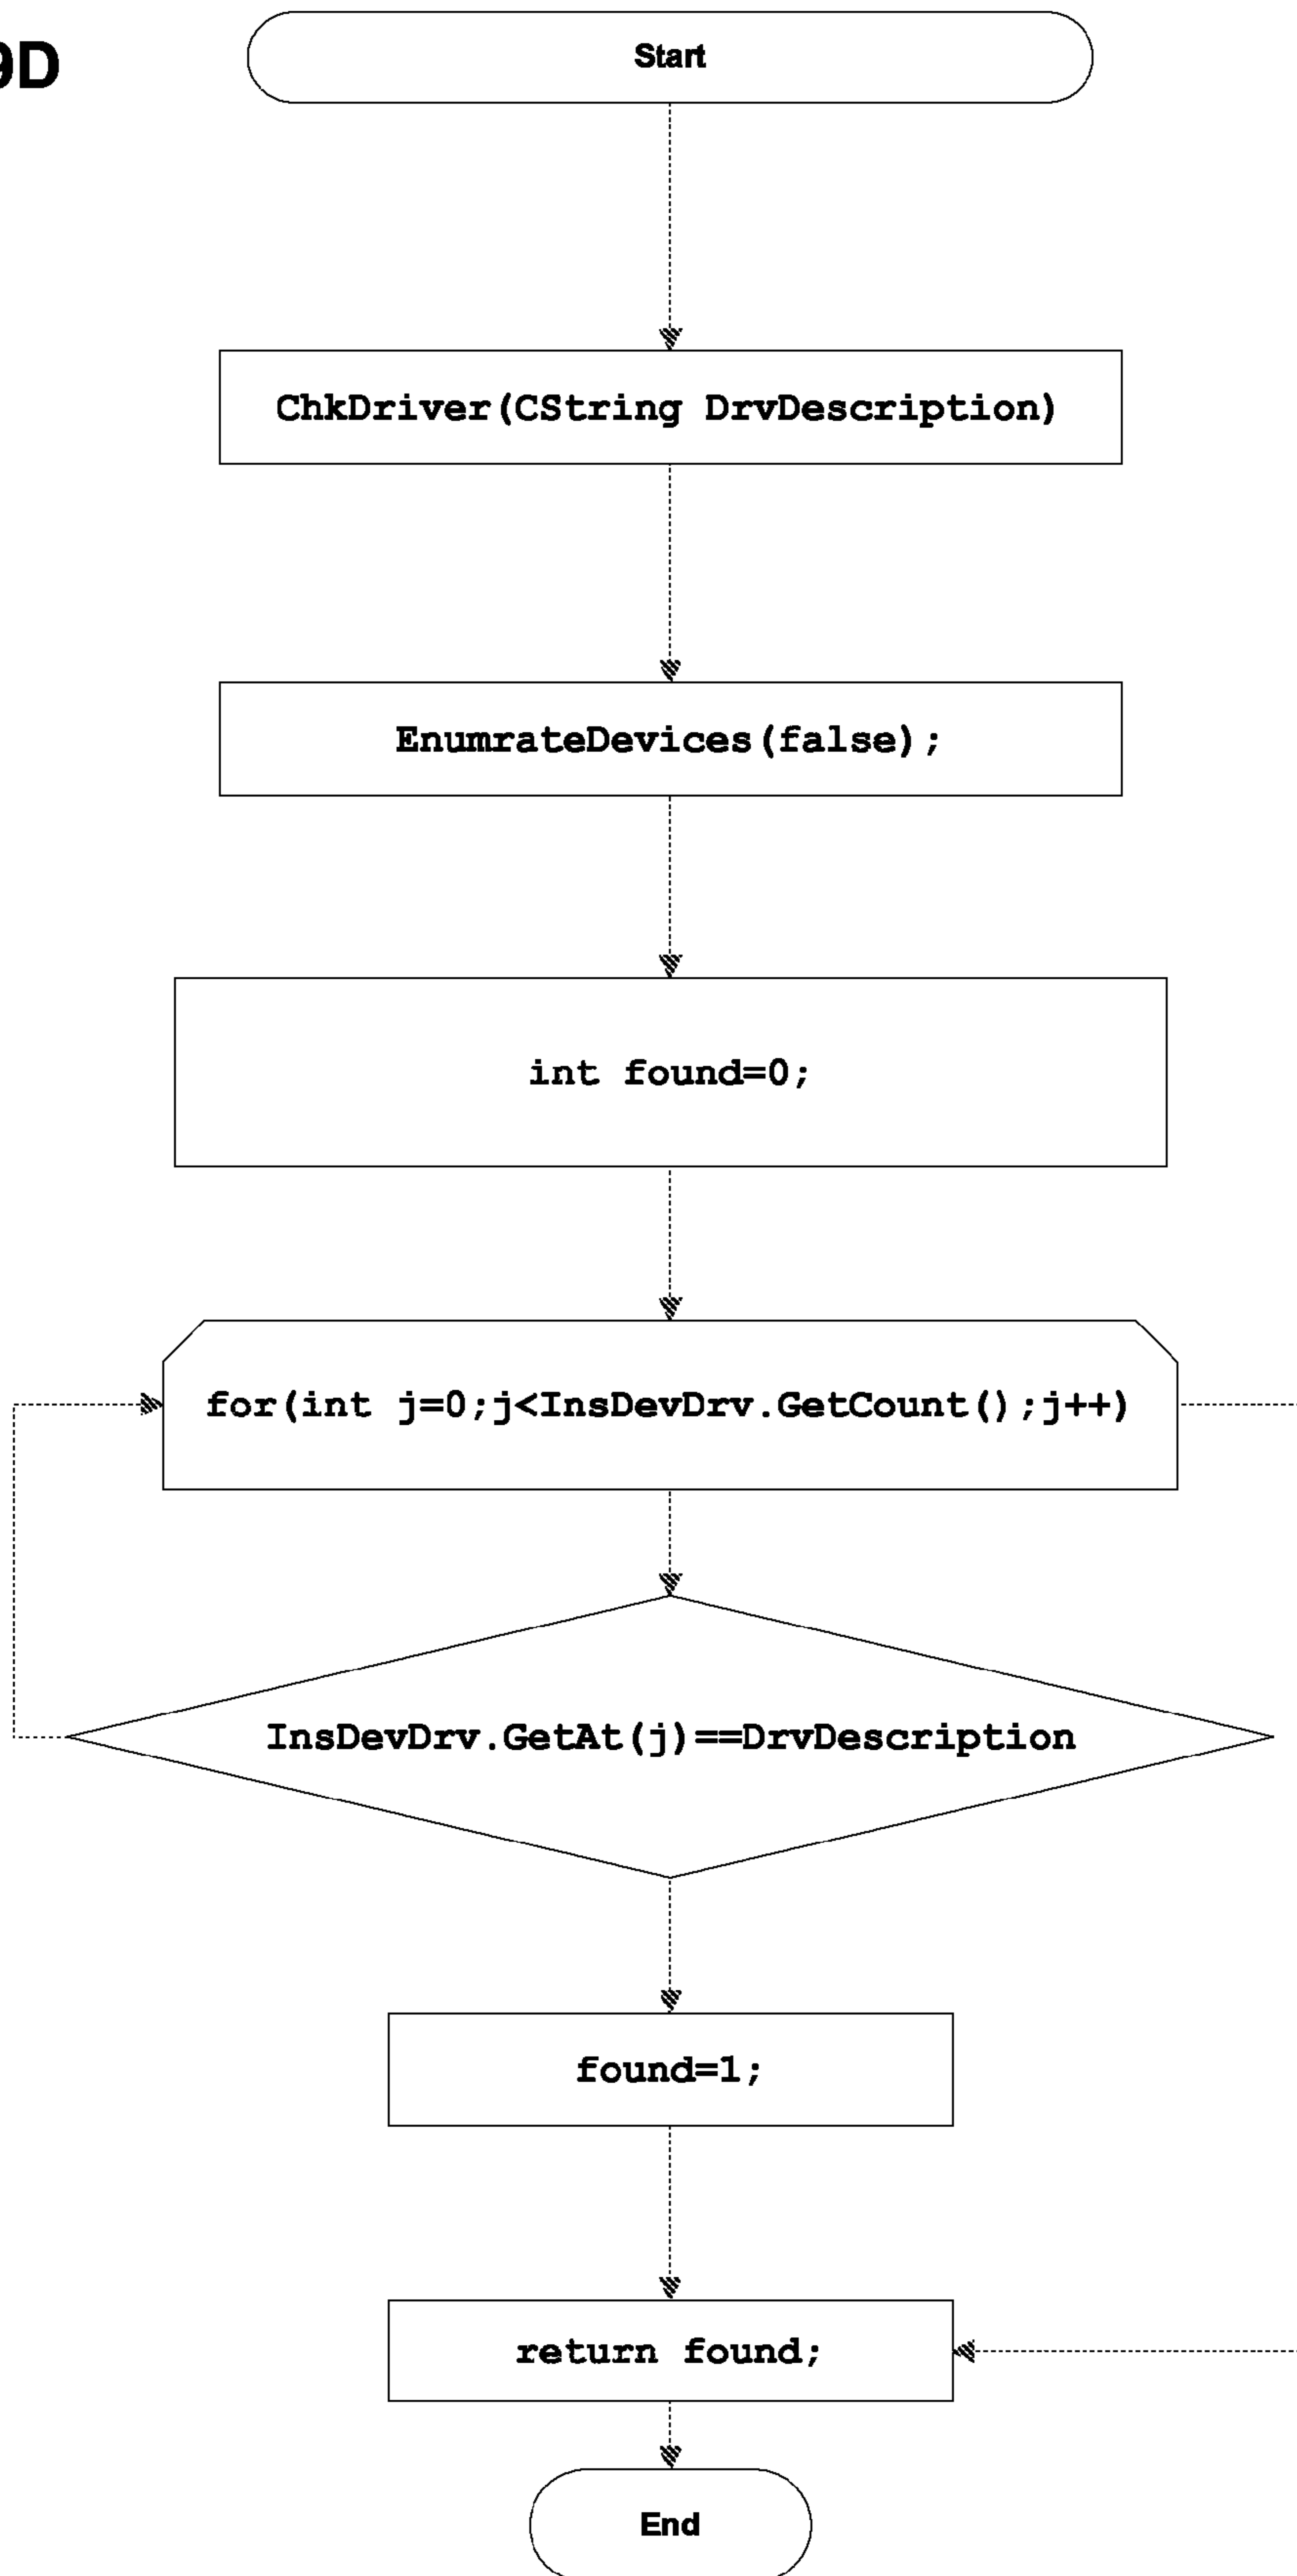 9D
Start
ChkDriver(CString DrvDescription)
EnumrateDevices(false);
int found=0;
for(int j=0;j<InsDevDrv.GetCount();j++)
InsDevDrv.GetAt(j)==DrvDescription
found=1;
return found;
End